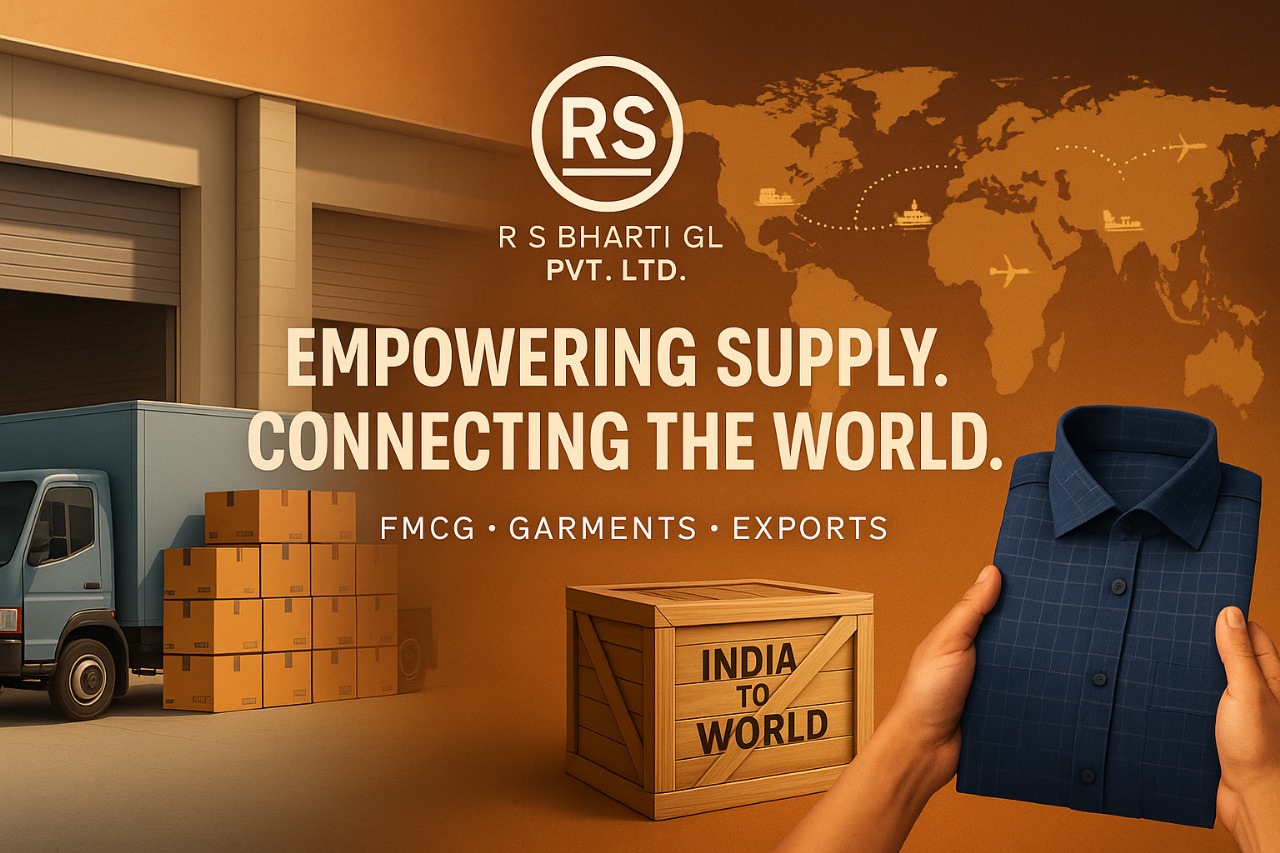 RS
R S BHARTI GL
PVT. LTD.
EMPOWERING SUPPLY.
CONNECTING THE WORLD.
FMCG • GARMENTS • EXPORTS
INDIA
TO
WORLD